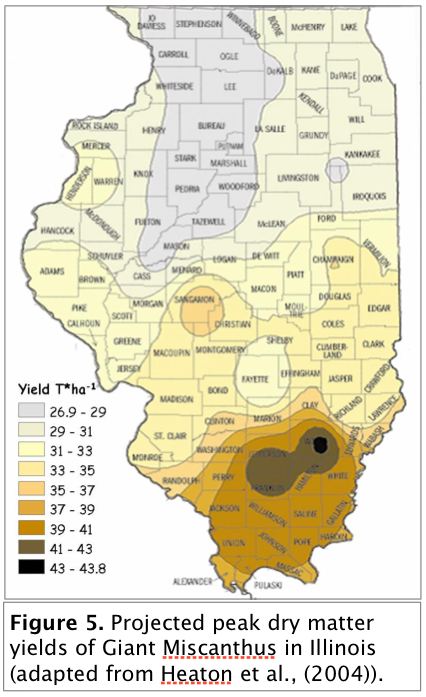 JO
DAVIESS
STEPHENSON
WINNEBAGO
BOONE
McHENRY
LAKE
CARROLL
OGLE
DeKALB
KANE
DuPAGE
COOK
WHITESIDE
LEE
KENDALL
WILL
ROCK ISLAND
HENRY
BUREAU
LA SALLE
GRUNDY
MERCER
PUTNAM
STARK
MARSHALL
KANKAKEE
HENDERSON
WARREN
KNOX
PEORIA
WOODFORD
LIVINGSTON
IROQUOIS
McDONOUGH
FULTON
TAZEWELL
McLEAN
FORD
HANCOCK
MASON
SCHUYLER
LOGAN
DE WITT
CHAMPAIGN
VERMILION
ADAMS
BROWN
CASS
MENARD
PIATT
MACON
SANGAMON
DOUGLAS
EDGAR
PIKE
SCOTT
MORGAN
MOUL-
TRIE
CALHOUN
CHRISTIAN
COLES
GREENE
SHELBY
CUMBER-
LAND
CLARK
MACOUPIN
MONTGOMERY
JERSEY
FAYETTE
EFFINGHAM
JASPER
CRAWFORD
BOND
MADISON
CLAY
RICHLAND
LAWRENCE
CLINTON
MARION
ST. CLAIR
WABASH
EDWARDS
MONROE
WASHINGTON
WHITE
RANDOLPH
PERRY
JACKSON
WILLIAMSON
SALINE
GALLATIN
UNION
JOHNSON
POPE
HARDIN
MASSAC
ALEXANDER
PULASKI
Yield T*ha⁻¹
26.9 - 29
29 - 31
31 - 33
33 - 35
35 - 37
37 - 39
39 - 41
41 - 43
43 - 43.8
Figure 5. Projected peak dry matter
yields of Giant Miscanthus in Illinois
(adapted from Heaton et al., (2004)).